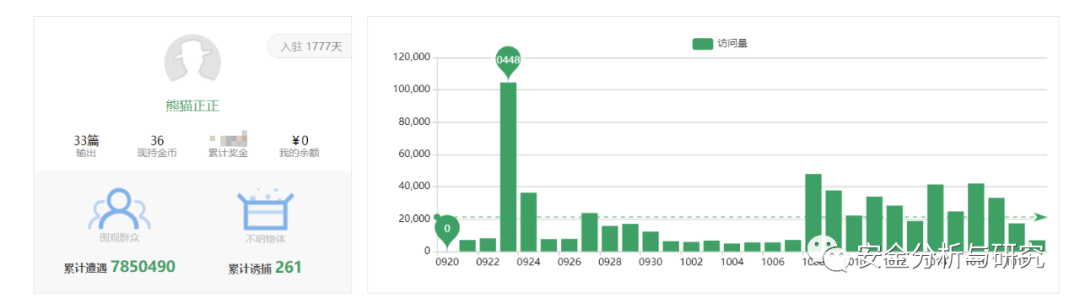 入驻 1777天
熊猫正正
33篇 36 ¥0
输出 现持金币 累计奖金 我的余额
围观群众 不明物体
累计遭遇 7850490 累计诱捕 261
访问量
120,000
100,000
80,000
60,000
40,000
20,000
0
0448
0
0920 0922 0924 0926 0928 0930 1002 1004 1006
安全分析与研究